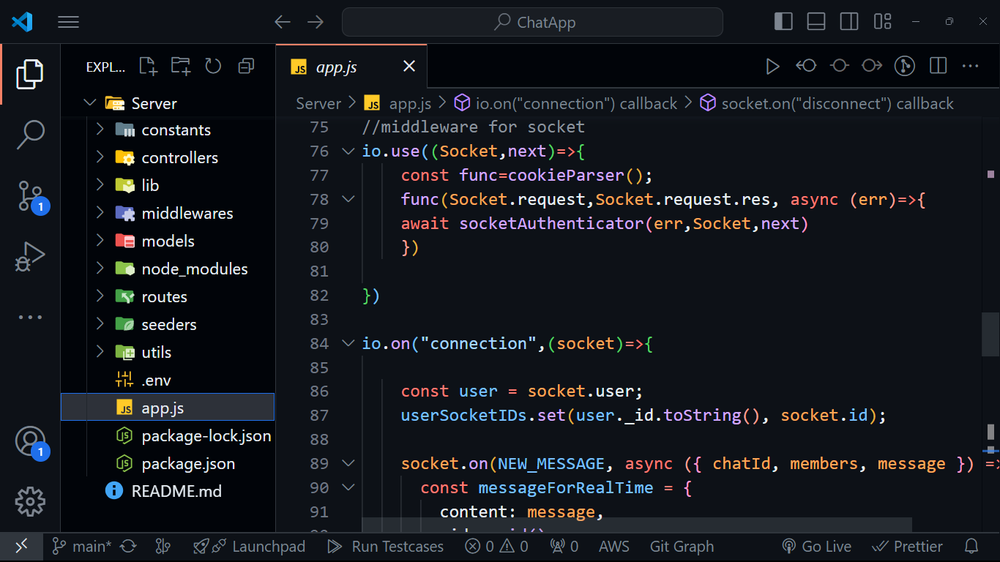 ChatApp
EXPL...
Server
constants
controllers
lib
middlewares
models
node_modules
routes
seeders
utils
.env
JS app.js
package-lock.json
package.json
README.md
1
1
JS app.js
Server > JS app.js > io.on("connection") callback > socket.on("disconnect") callback
75 //middleware for socket
76 io.use((Socket,next)=>{
77 const func=cookieParser();
78 func(Socket.request,Socket.request.res, async (err)=>{
79 await socketAuthenticator(err,Socket,next)
80 })
81
82 })
83
84 io.on("connection",(socket)=>{
85
86 const user = socket.user;
87 userSocketIDs.set(user._id.toString(), socket.id);
88
89 socket.on(NEW_MESSAGE, async ({ chatId, members, message }) =>
90 const messageForRealTime = {
91 content: message,
main* Launchpad Run Testcases 0 0 0 AWS Git Graph Go Live Prettier